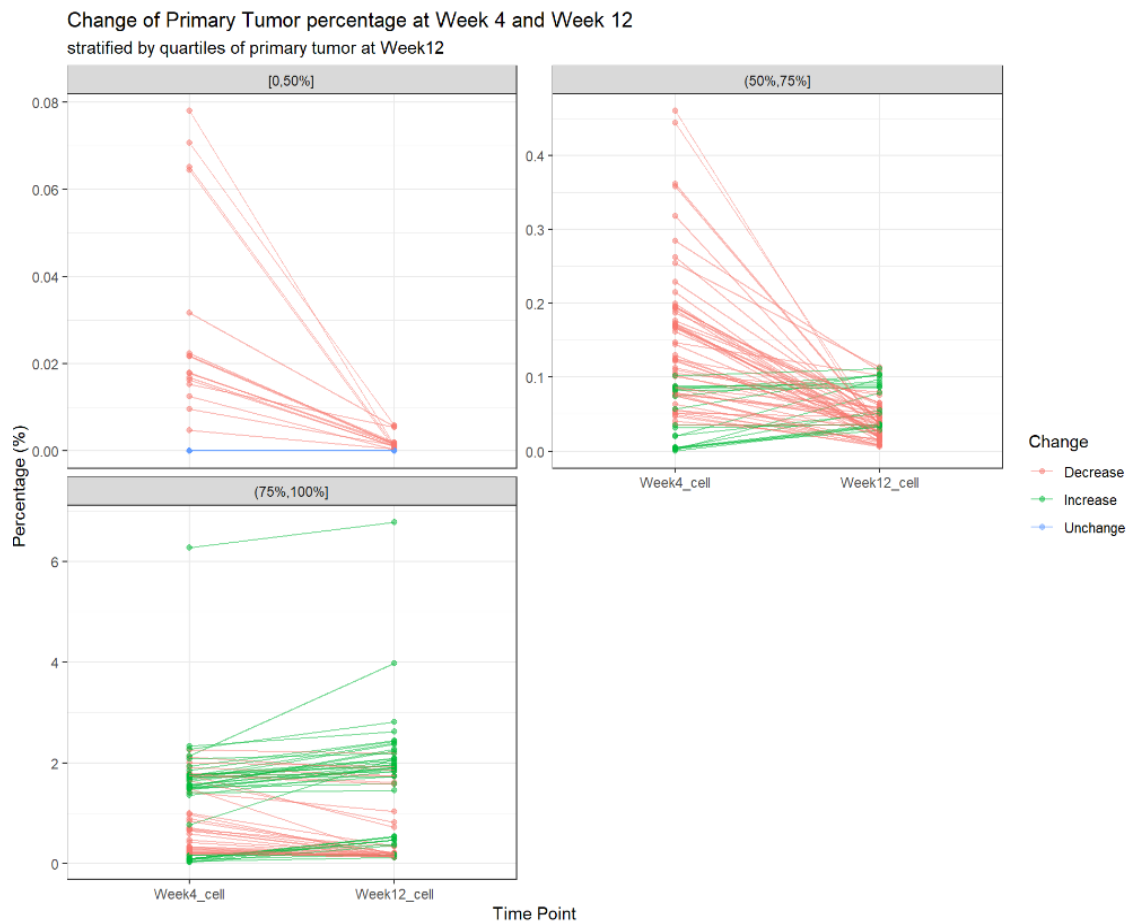 Change of Primary Tumor percentage at Week 4 and Week 12
stratified by quartiles of primary tumor at Week12
[0,50%]
(50%,75%]
0.08
0.06
0.04
0.02
0.00
0.4
0.3
0.2
0.1
0.0
Week4_cell
Week12_cell
(75%,100%]
6
4
2
0
Week4_cell
Week12_cell
Percentage (%)
Time Point
Change
Decrease
Increase
Unchange